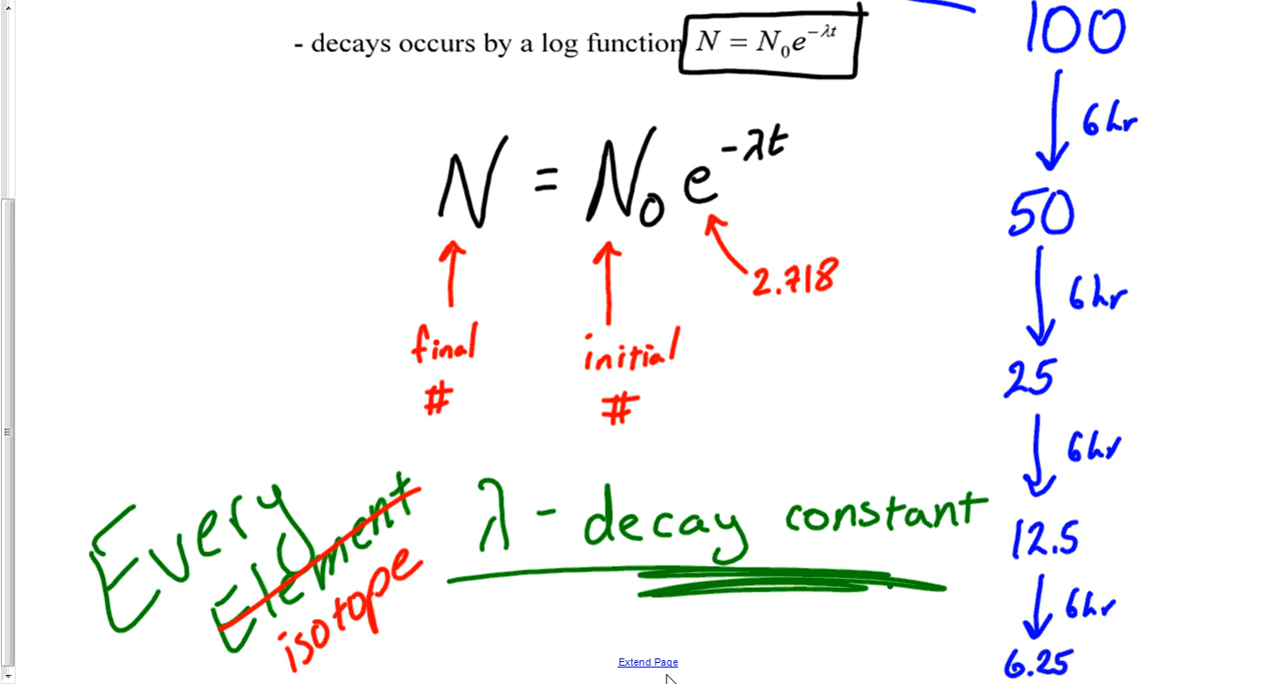 - decays occurs by a log function N = N₀e^{-λt}
N = N₀ e^{-λt}
2.718
final
#
initial
#
Every
Element
isotope
λ - decay constant
100
6hr
50
6hr
25
6hr
12.5
6hr
6.25
Extend Page